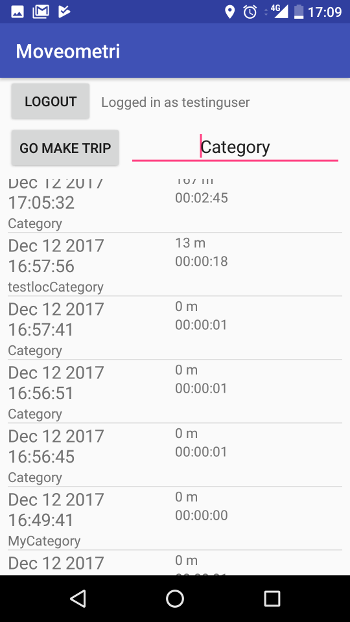 4G 17:09
Moveometri
LOGOUT Logged in as testinguser
GO MAKE TRIP Category
Dec 12 2017 167 m
17:05:32 00:02:45
Category
Dec 12 2017 13 m
16:57:56 00:00:18
testlocCategory
Dec 12 2017 0 m
16:57:41 00:00:01
Category
Dec 12 2017 0 m
16:56:51 00:00:01
Category
Dec 12 2017 0 m
16:56:45 00:00:01
Category
Dec 12 2017 0 m
16:49:41 00:00:00
MyCategory
Dec 12 2017 0 m